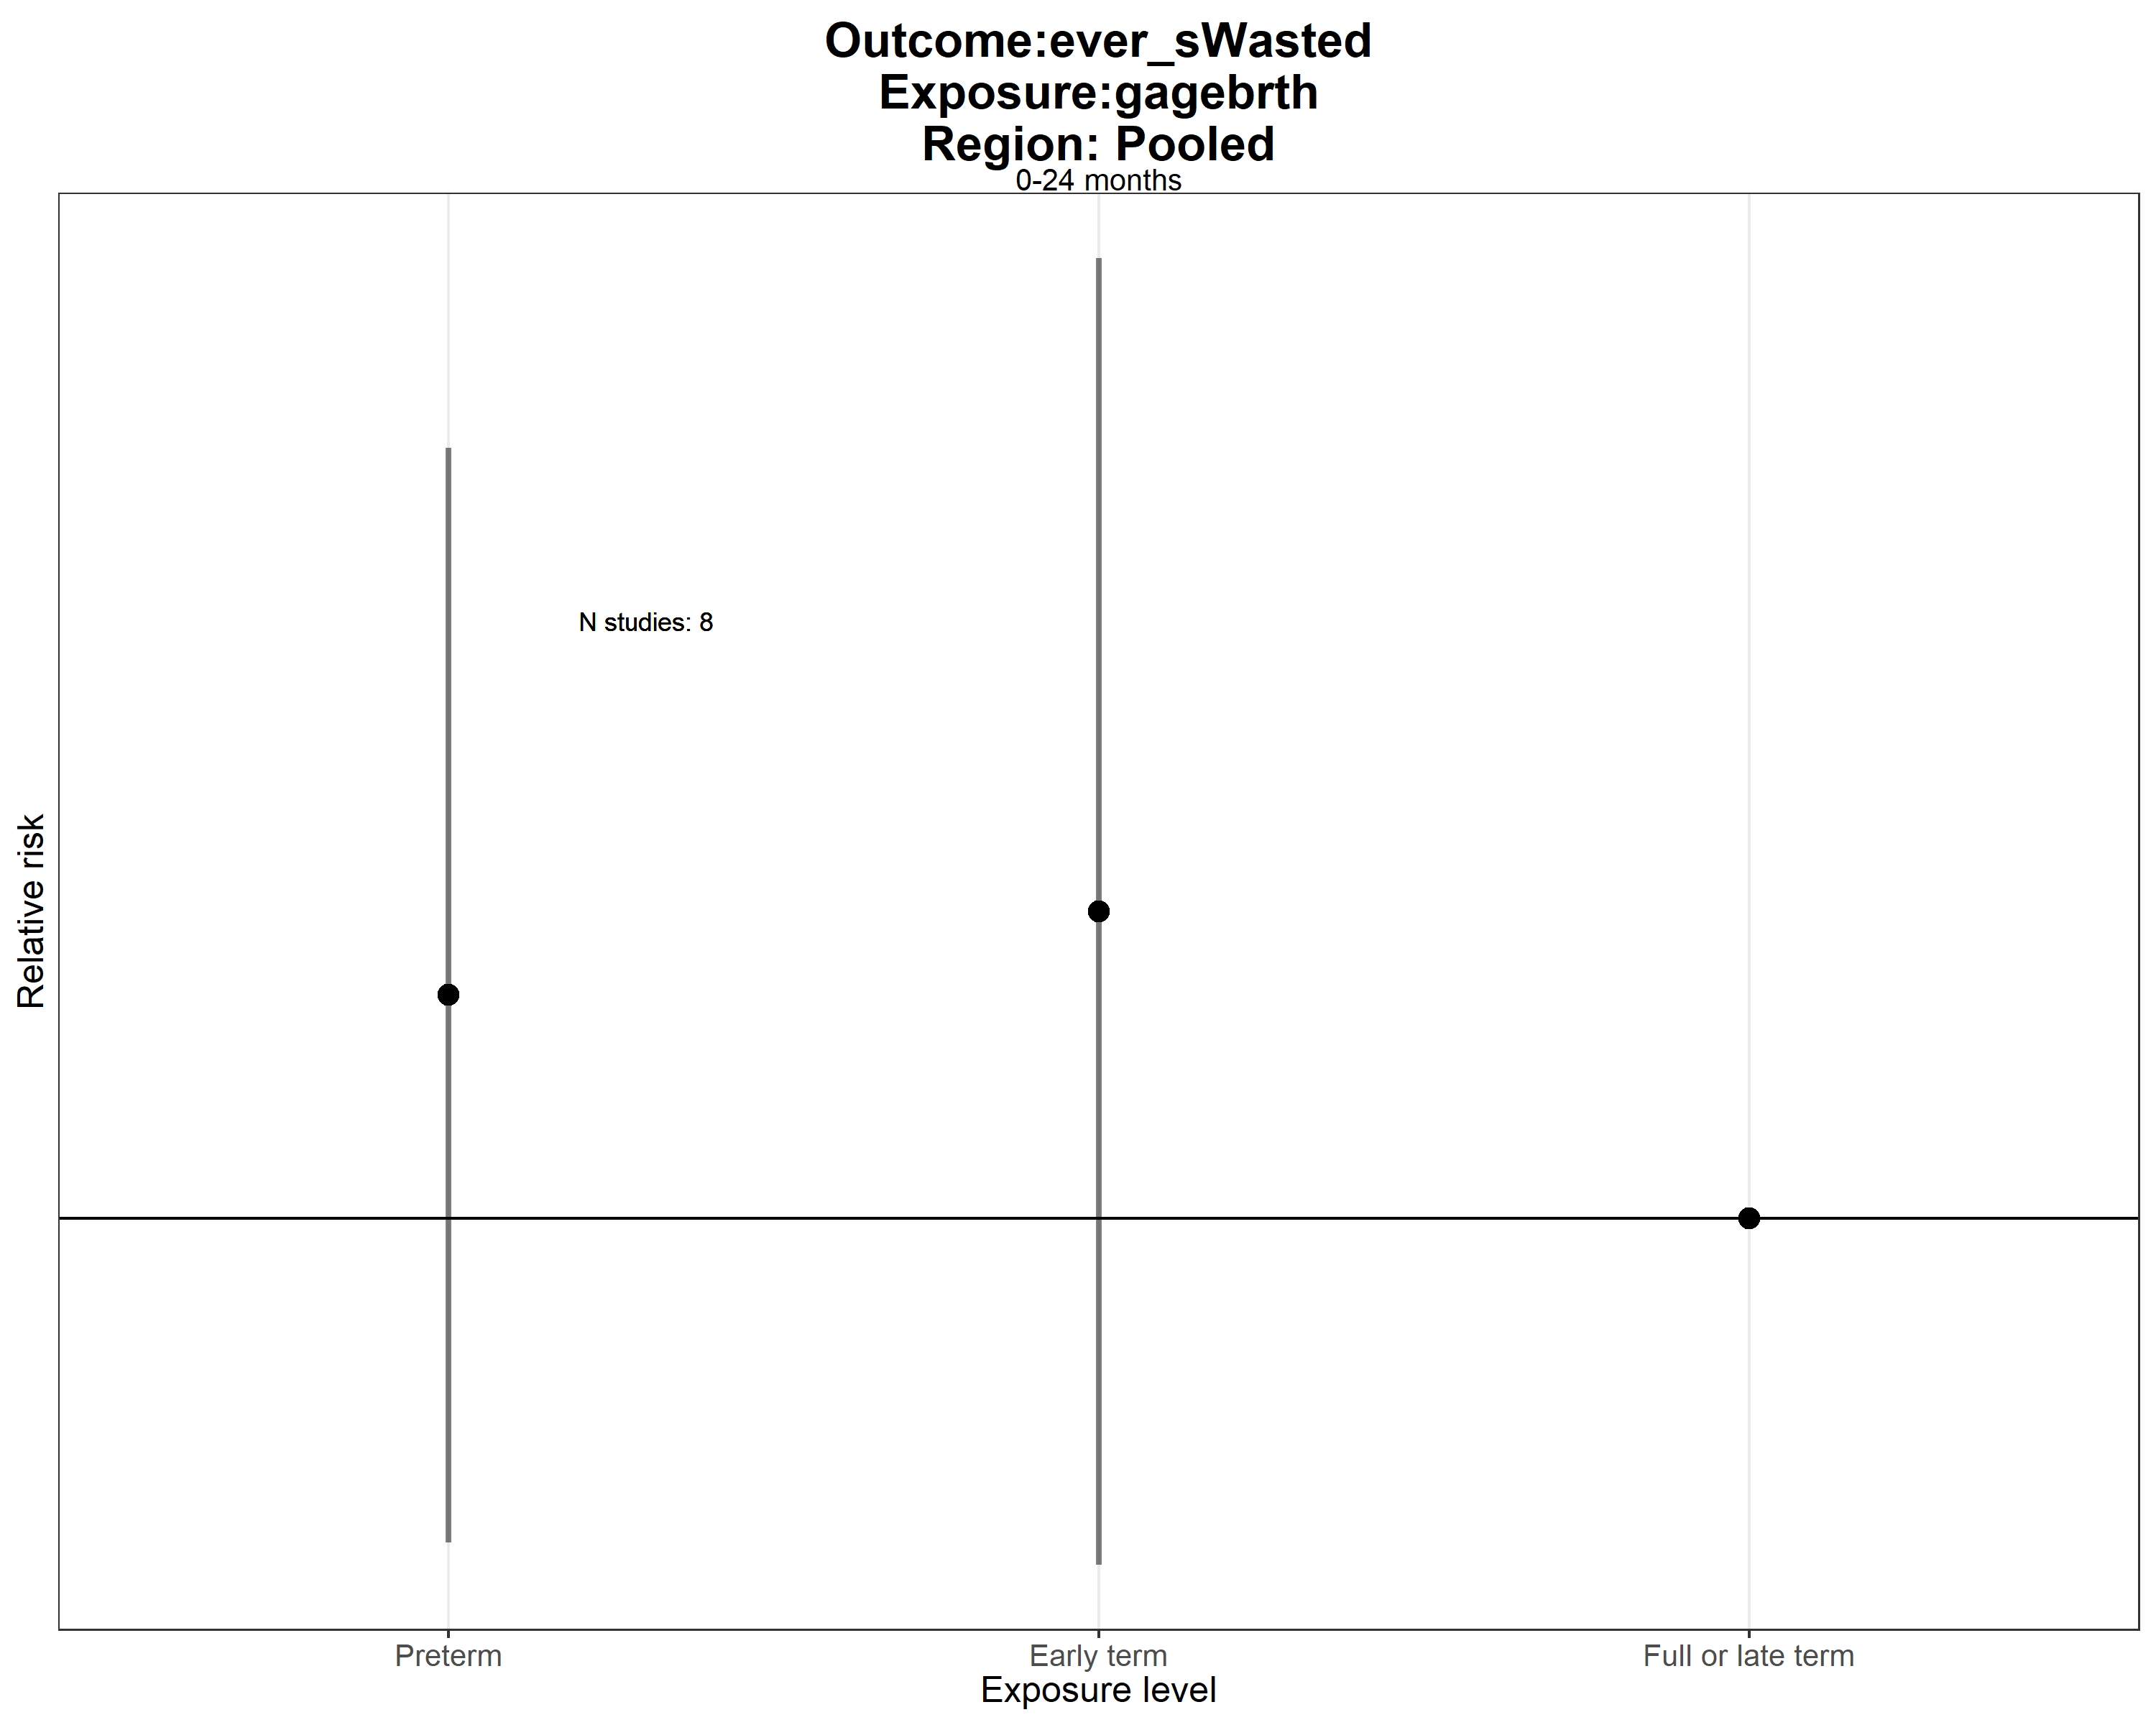 Outcome:ever_sWasted
Exposure:gagebrth
Region: Pooled
0-24 months
N studies: 8
Relative risk
Preterm
Early term
Full or late term
Exposure level